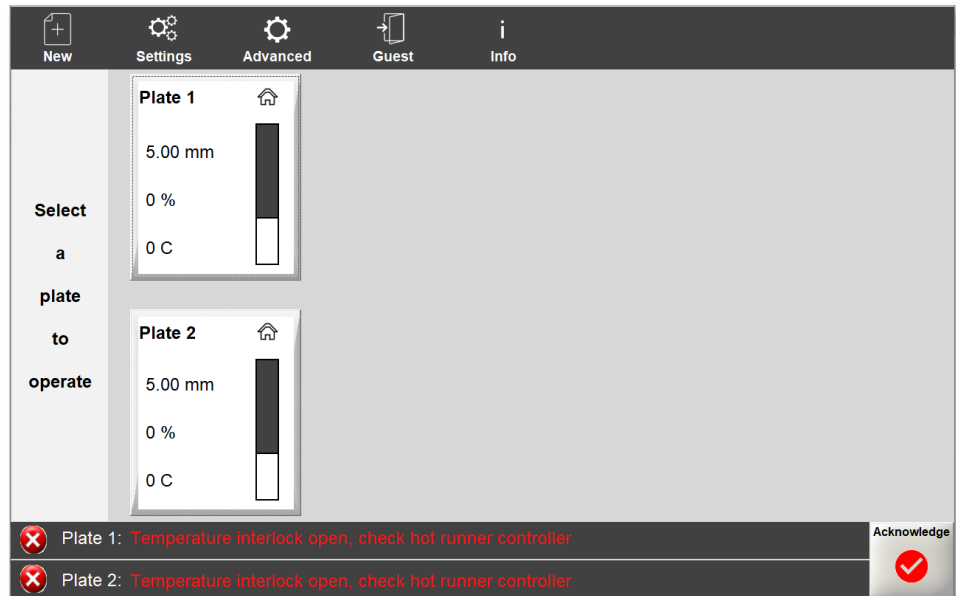 New Settings Advanced Guest i Info
Select
a
plate
to
operate
Plate 1
5.00 mm
0 %
0 C
Plate 2
5.00 mm
0 %
0 C
Plate 1: Temperature interlock open, check hot runner controller
Plate 2: Temperature interlock open, check hot runner controller
Acknowledge